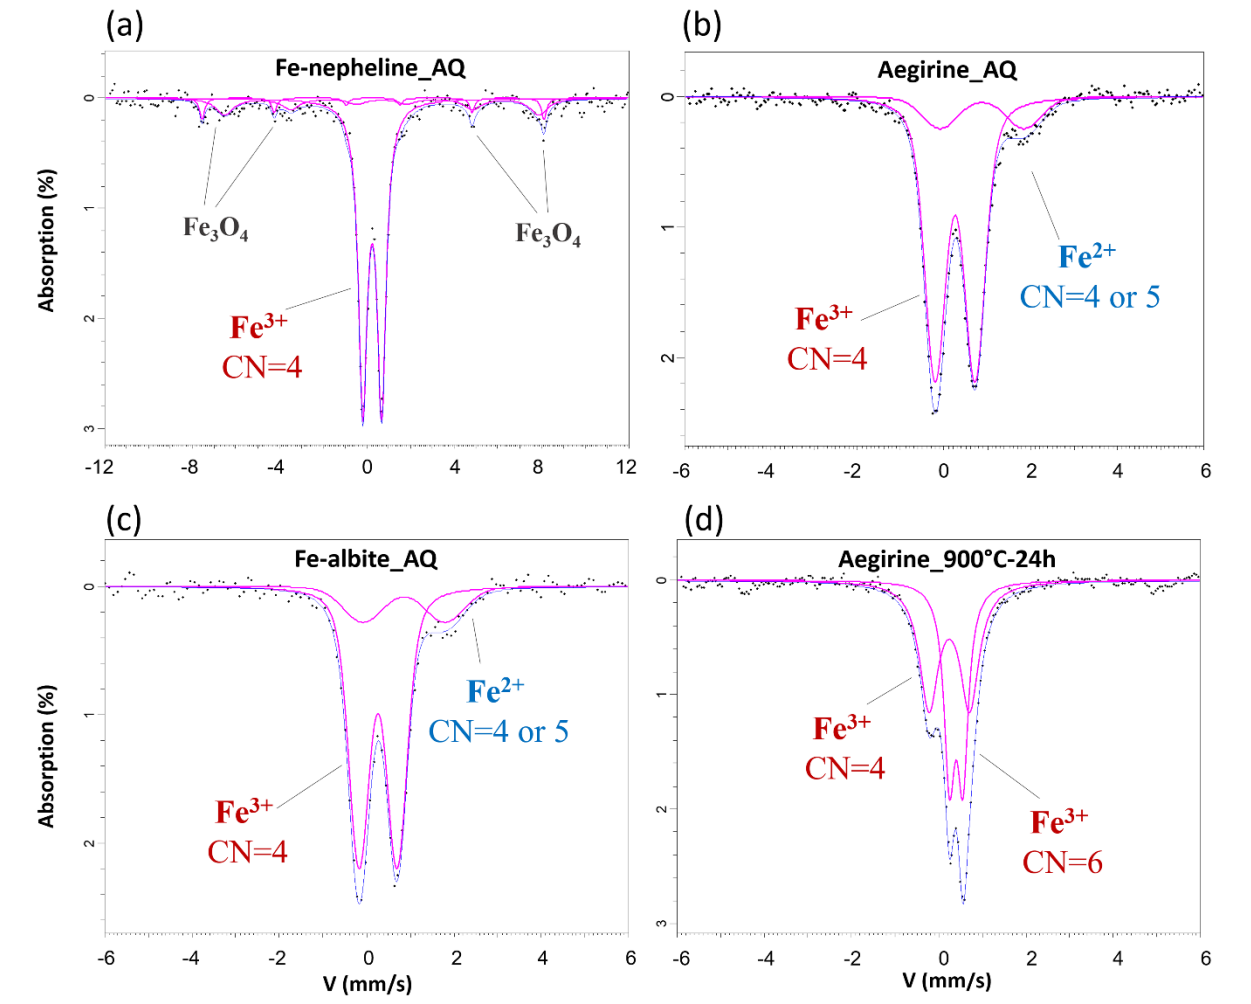 (a)
Fe-nepheline_AQ
0
1
2
3
Absorption (%)
Fe3O4
Fe3O4
Fe3+
CN=4
-12
-8
-4
0
4
8
12
(b)
Aegirine_AQ
0
1
2
Fe2+
CN=4 or 5
Fe3+
CN=4
-6
-4
-2
0
2
4
6
(c)
Fe-albite_AQ
0
1
2
Absorption (%)
Fe2+
CN=4 or 5
Fe3+
CN=4
-6
-4
-2
0
2
4
6
V (mm/s)
(d)
Aegirine_900°C-24h
0
1
2
3
Fe3+
CN=4
Fe3+
CN=6
-6
-4
-2
0
2
4
6
V (mm/s)